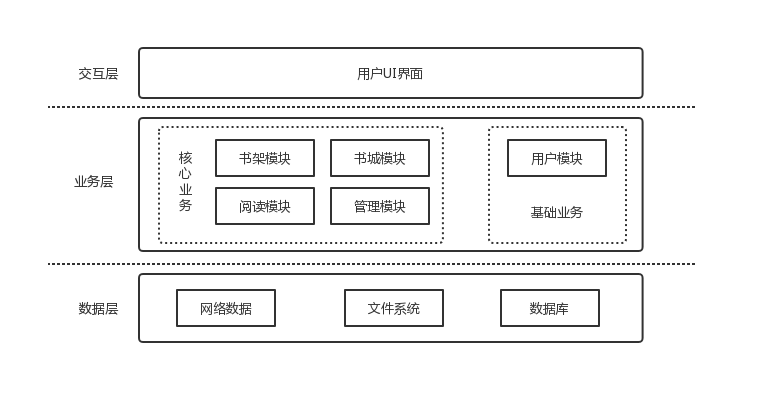 交互层
用户UI界面
业务层
核心业务
书架模块
书城模块
阅读模块
管理模块
用户模块
基础业务
数据层
网络数据
文件系统
数据库